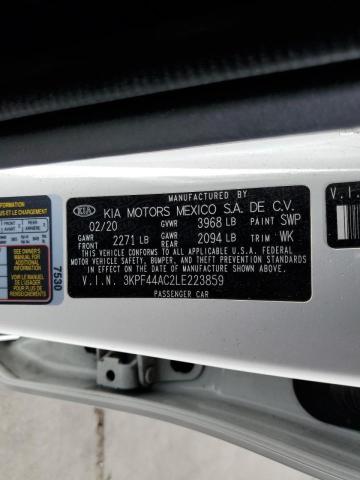 KIA KIA MOTORS MEXICO S.A. DE C.V.
02/20 GVWR 3968 LB PAINT SWP
GAWR FRONT 2271 LB GAWR REAR 2094 LB TRIM WK
THIS VEHICLE CONFORMS TO ALL APPLICABLE U.S.A. FEDERAL
MOTOR VEHICLE SAFETY, BUMPER, AND THEFT PREVENTION STANDARDS
IN EFFECT ON THE DATE OF MANUFACTURE SHOWN ABOVE.
V.I.N. 3KPF44AC2LE223859
PASSENGER CAR
INFORMATION
SEE OWNER'S
MANUAL FOR
ADDITIONAL
INFORMATION
7530
V.I.